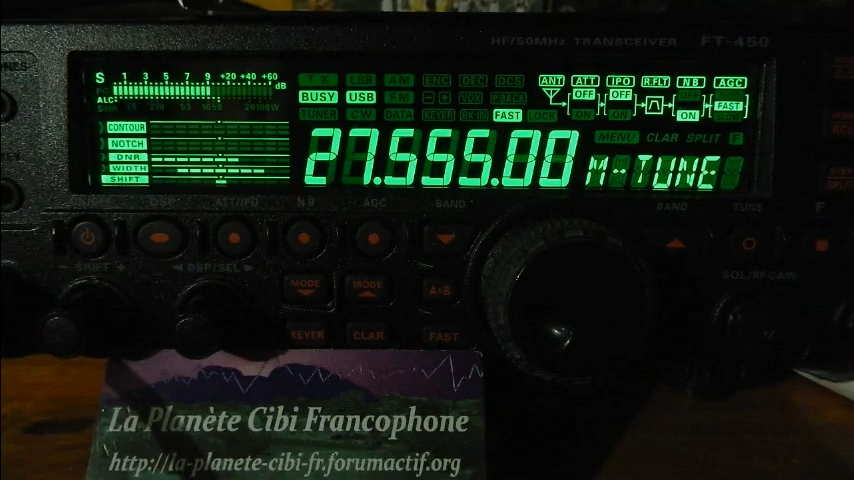 HF/50MHz TRANSCEIVER FT-450
S 1 3 5 7 9 +20 +40 +60 dB
ALC
CONTOUR
NOTCH
DNR
WIDTH
SHIFT
TX LSB AM ENC DEC DCS
BUSY USB FM VOX P.BACK
TUNER CW DATA KEYER BK-IN FAST LOCK
ANT ATT IPO R.FLT NB AGC
OFF OFF FAST
ON ON ON
MENU CLAR SPLIT F
27.555.00 M-TUNE
DSP ATT/IPO NB AGC BAND BAND TUNE F
- SHIFT + ◄ DSP/SEL ► SQL/RF-GAIN
MODE MODE A=B
KEYER CLAR FAST
La Planète Cibi Francophone
http://la-planete-cibi-fr.forumactif.org